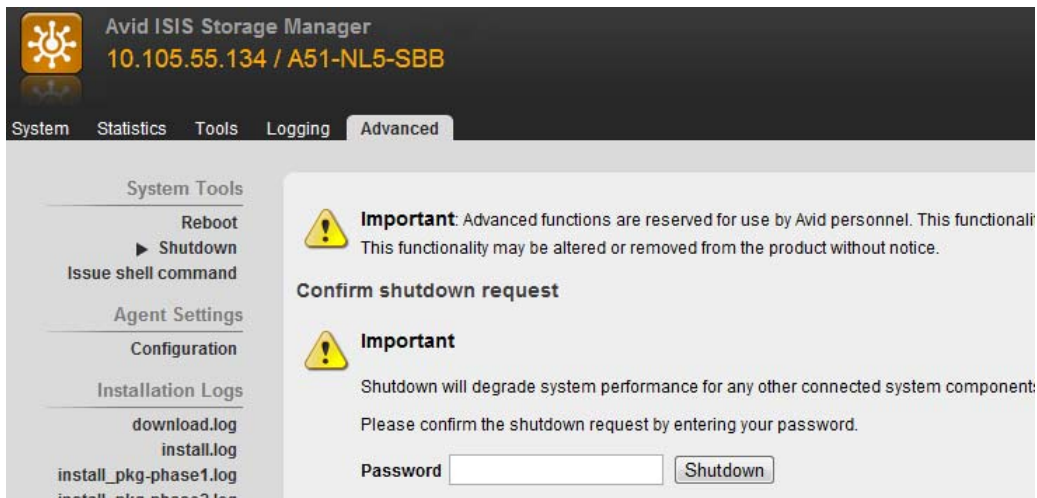 Avid ISIS Storage Manager
10.105.55.134 / A51-NL5-SBB
System Statistics Tools Logging Advanced
System Tools
Reboot
Shutdown
Issue shell command
Agent Settings
Configuration
Installation Logs
download.log
install.log
install_pkg-phase1.log
Important: Advanced functions are reserved for use by Avid personnel. This functionali
This functionality may be altered or removed from the product without notice.
Confirm shutdown request
Important
Shutdown will degrade system performance for any other connected system components
Please confirm the shutdown request by entering your password.
Password Shutdown